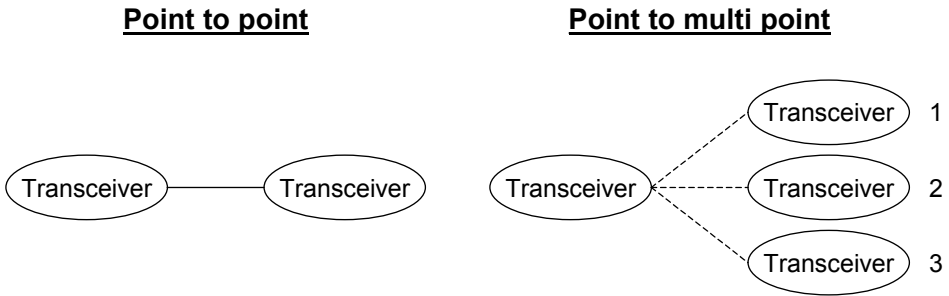 Point to point
Transceiver
Transceiver
Point to multi point
Transceiver
Transceiver 1
Transceiver 2
Transceiver 3